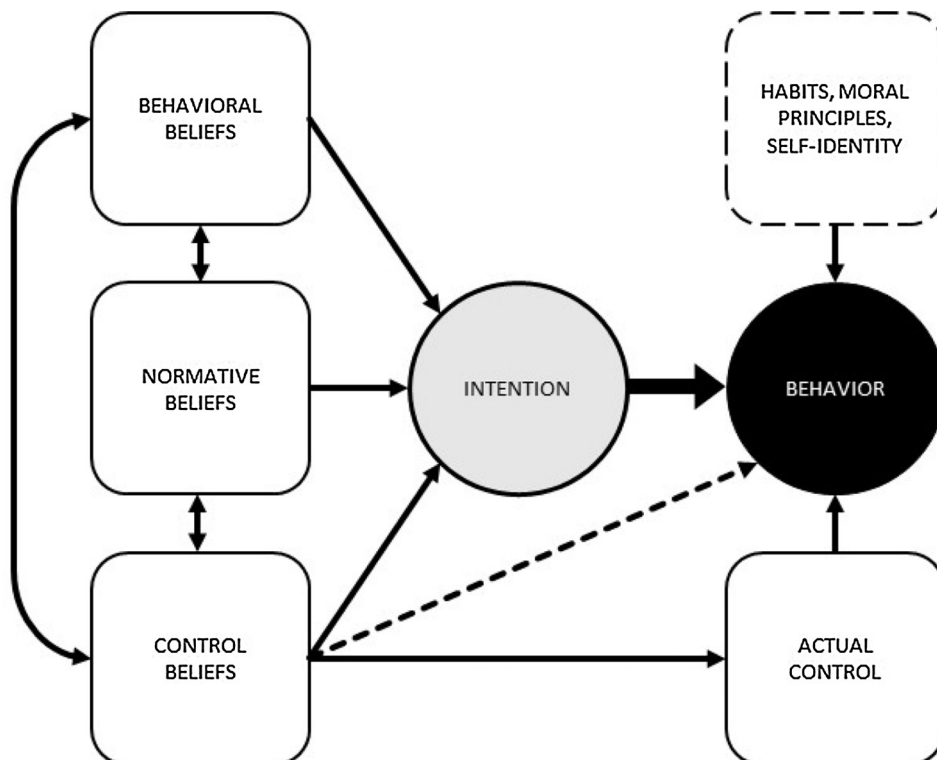 BEHAVIORAL
BELIEFS
HABITS, MORAL
PRINCIPLES,
SELF-IDENTITY
NORMATIVE
BELIEFS
INTENTION
BEHAVIOR
CONTROL
BELIEFS
ACTUAL
CONTROL